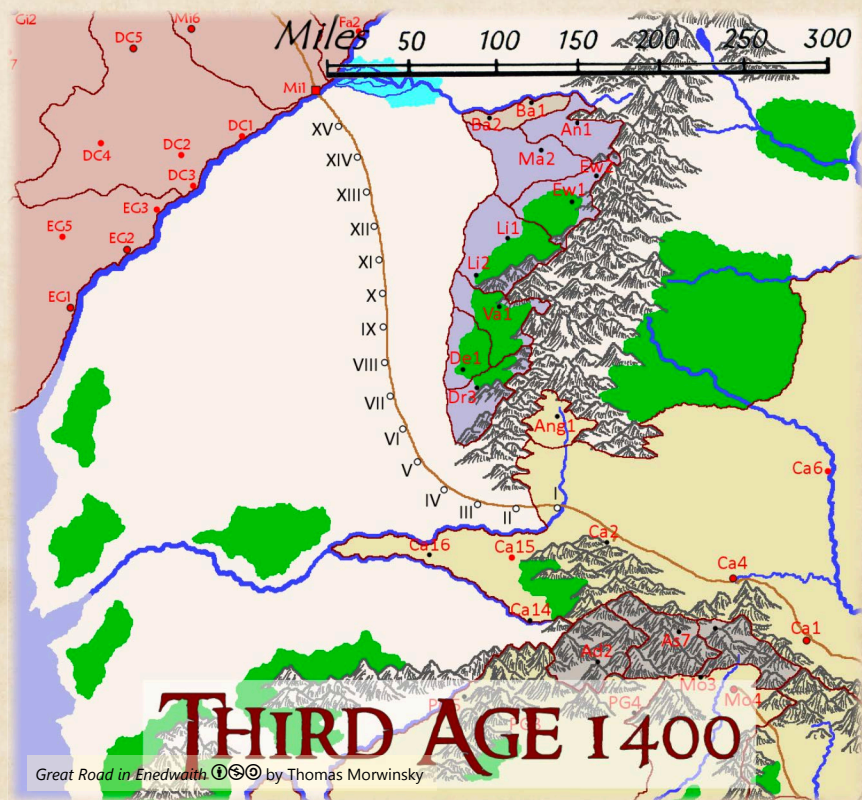 Gi2
Mi6
Fa2
DC5
Miles 50 100 150 200 250 300
Mi1
Ba2
Ba1
An1
DC1
XV
DC4
DC2
XIV
Ma2
DC3
XIII
Ew1
EG3
EG5
EG2
XII
Li1
XI
Li2
EG1
X
Va1
IX
VIII
De1
VII
Dr3
VI
Ang1
V
Ca6
IV
III
II
I
Ca16
Ca15
Ca2
Ca4
Ca14
Ca1
Ad2
As7
Mo3
PG4
Mo4
THIRD AGE 1400
Great Road in Enedwaith by Thomas Morwinsky